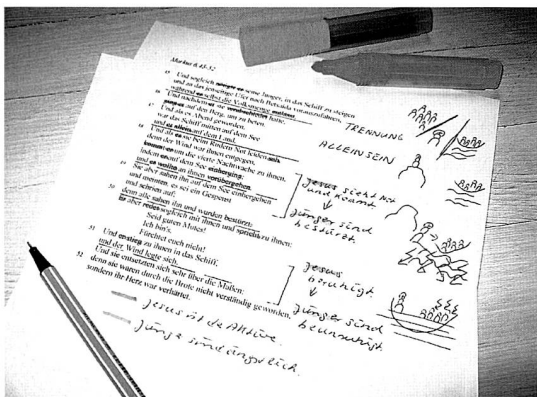 Markus 6,45-52
45 Und sogleich nötigte er seine Jünger, in das Schiff zu steigen
und an das jenseitige Ufer nach Betsaida vorauszufahren,
während er selbst die Volksmenge entlässt.
46 Und nachdem er sie verabschiedet hatte,
ging er auf den Berg, um zu beten.
47 Und als es Abend geworden,
war das Schiff mitten auf dem See
und er allein auf dem Land.
48 Und als er sie beim Rudern Not leiden sah,
denn der Wind war ihnen entgegen,
kommt er um die vierte Nachtwache zu ihnen,
indem er auf dem See einherging;
und er wollte an ihnen vorübergehen.
49 Sie aber sahen ihn auf dem See einhergehen
und meinten, es sei ein Gespenst
und schrien auf;
50 denn alle sahen ihn und wurden bestürzt;
er aber redete sogleich mit ihnen und spricht zu ihnen:
Seid guten Mutes!
Ich bin's.
Fürchtet euch nicht!
51 Und er stieg zu ihnen in das Schiff,
und der Wind legte sich.
Und sie entsetzten sich sehr über die Maßen;
52 denn sie waren durch die Brote nicht verständig geworden,
sondern ihr Herz war verhärtet.
TRENNUNG
ALLEINSEIN
Jesus sieht Not
und kommt.
Jünger sind
bestürzt.
Jesus
beruhigt.
Jünger sind
beunruhigt.
Jesus ist der Aktive.
Jünger sind ängstlich.